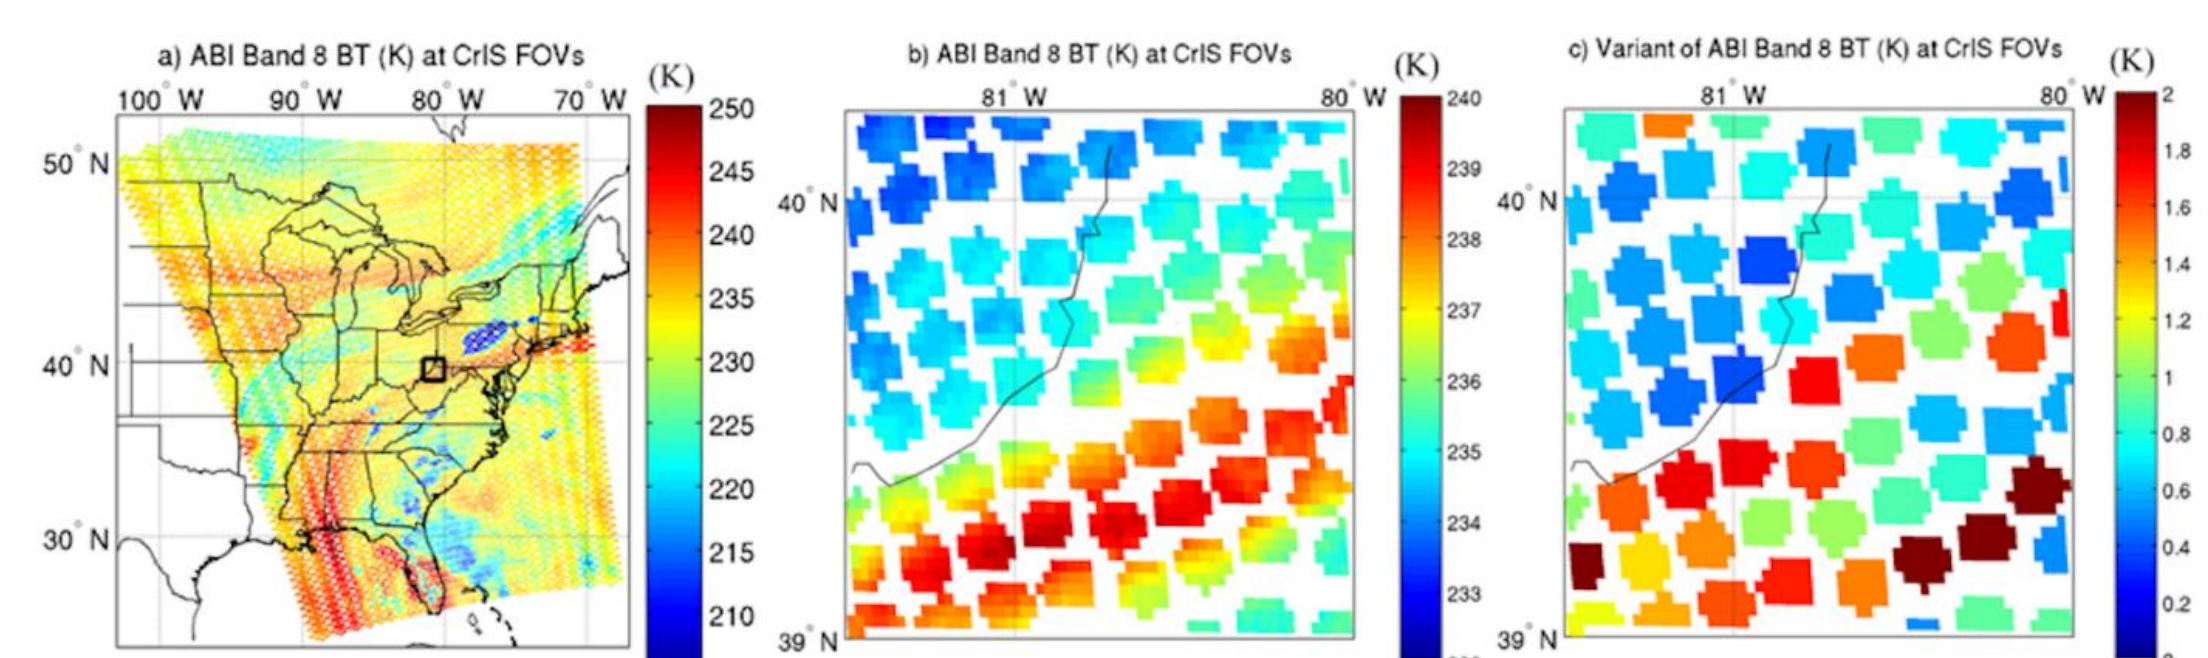 a) ABI Band 8 BT (K) at CrIS FOVs
(K)
100°W 90°W 80°W 70°W
50°N
40°N
30°N
250
245
240
235
230
225
220
215
210
b) ABI Band 8 BT (K) at CrIS FOVs
(K)
81°W 80°W
40°N
39°N
240
239
238
237
236
235
234
233
c) Variant of ABI Band 8 BT (K) at CrIS FOVs
(K)
81°W 80°W
40°N
39°N
2
1.8
1.6
1.4
1.2
1
0.8
0.6
0.4
0.2